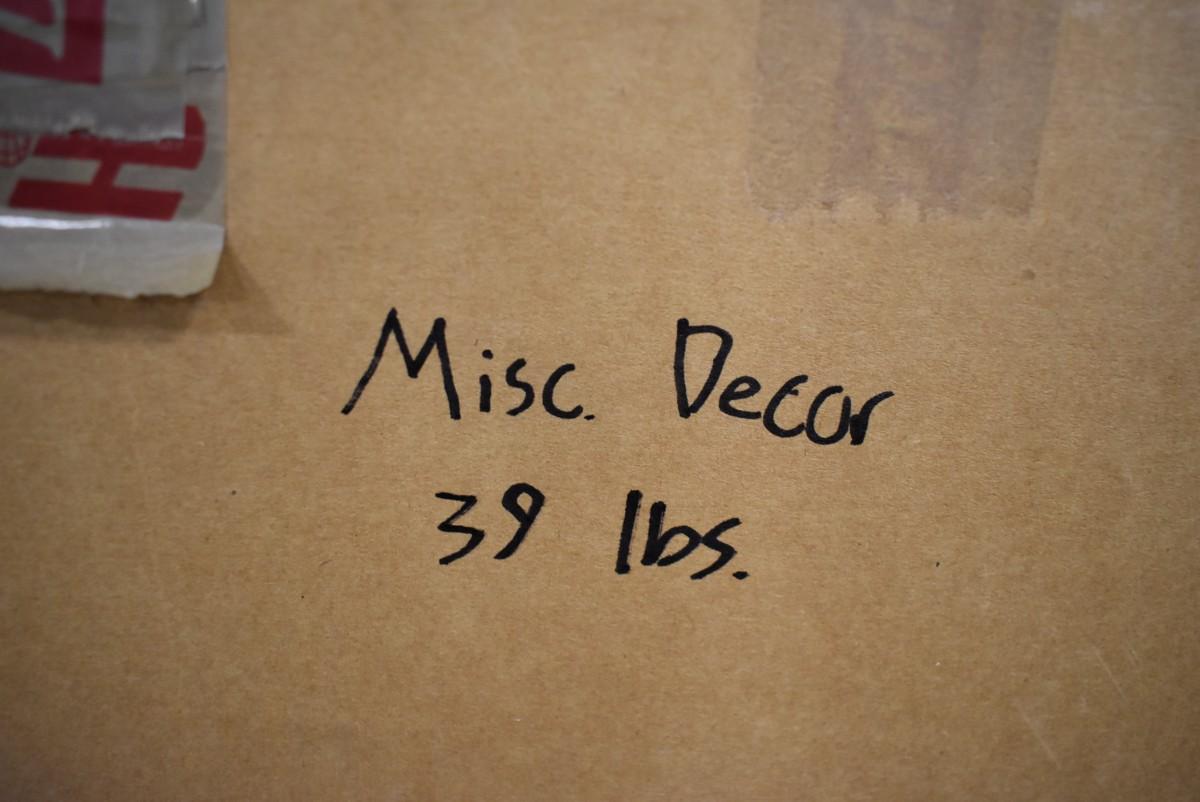 Misc. Decor
39 lbs.